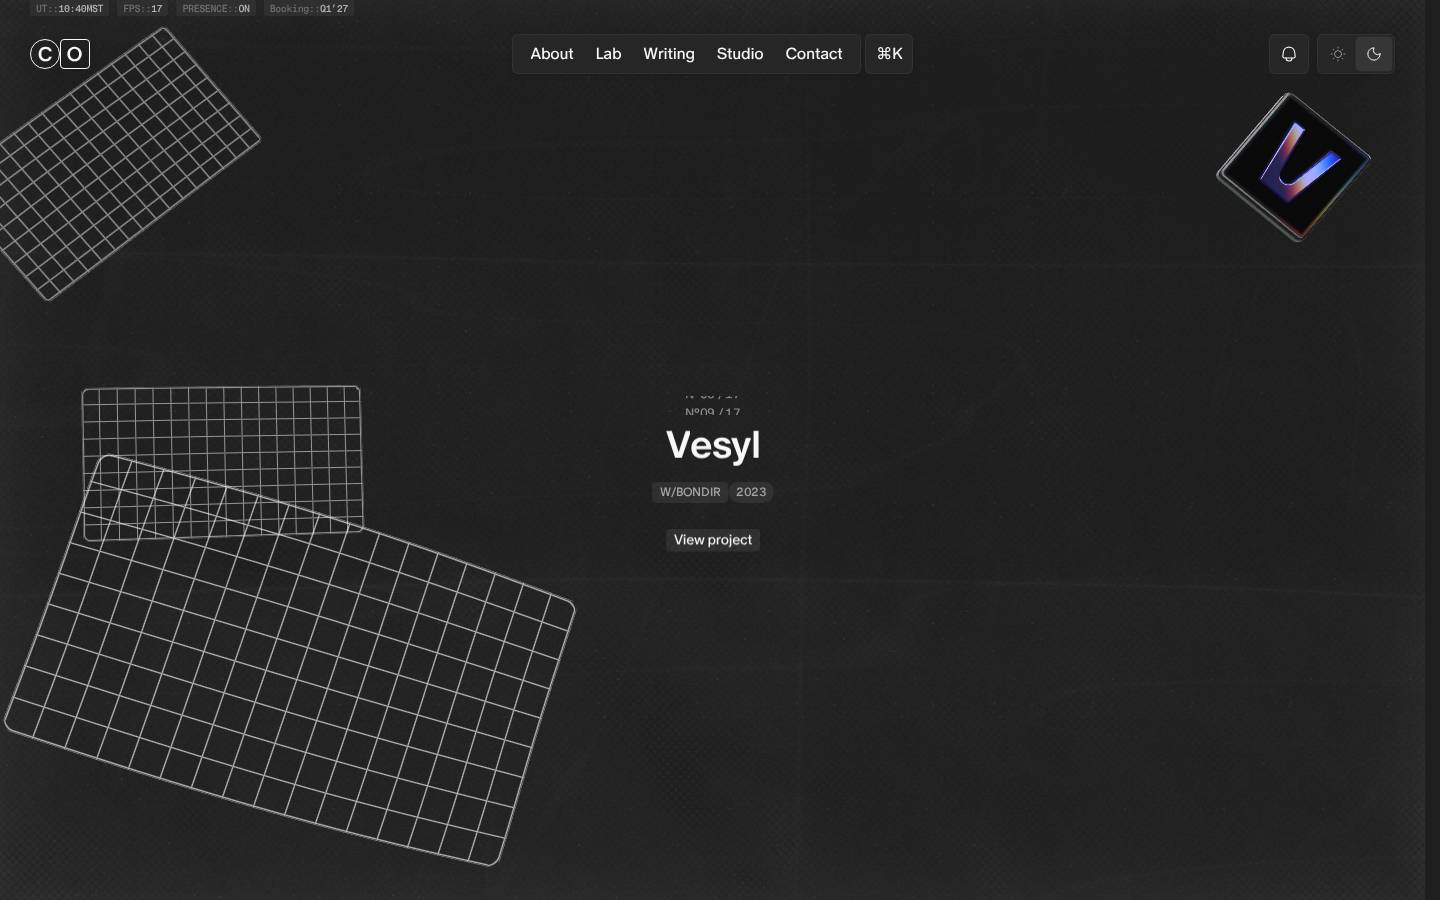 UT::10:40MST FPS::17 PRESENCE::ON Booking::Q1'27
CO About Lab Writing Studio Contact ⌘K
Nº09 / 17
Vesyl
W/BONDIR 2023
View project